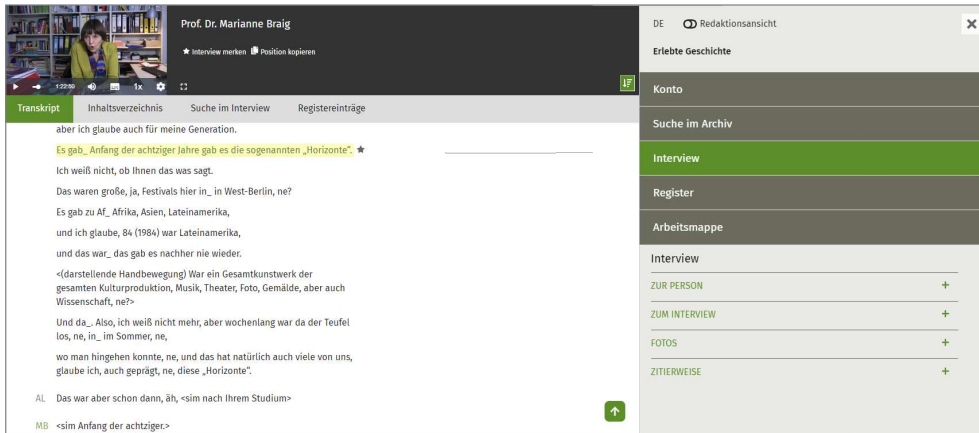 Prof. Dr. Marianne Braig
Interview merken Position kopieren
1:22:50 1x
Transkript Inhaltsverzeichnis Suche im Interview Registereinträge
aber ich glaube auch für meine Generation.
Es gab_ Anfang der achtziger Jahre gab es die sogenannten „Horizonte“.
Ich weiß nicht, ob Ihnen das was sagt.
Das waren große, ja, Festivals hier in_ in West-Berlin, ne?
Es gab zu Af_ Afrika, Asien, Lateinamerika,
und ich glaube, 84 (1984) war Lateinamerika,
und das war_ das gab es nachher nie wieder.
<(darstellende Handbewegung) War ein Gesamtkunstwerk der
gesamten Kulturproduktion, Musik, Theater, Foto, Gemälde, aber auch
Wissenschaft, ne?>
Und da_. Also, ich weiß nicht mehr, aber wochenlang war da der Teufel
los, ne, in_ im Sommer, ne,
wo man hingehen konnte, ne, und das hat natürlich auch viele von uns,
glaube ich, auch geprägt, ne, diese „Horizonte“.
AL Das war aber schon dann, äh, <sim nach Ihrem Studium>
MB <sim Anfang der achtziger.>
DE Redaktionsansicht
Erlebte Geschichte
Konto
Suche im Archiv
Interview
Register
Arbeitsmappe
Interview
ZUR PERSON +
ZUM INTERVIEW +
FOTOS +
ZITIERWEISE +